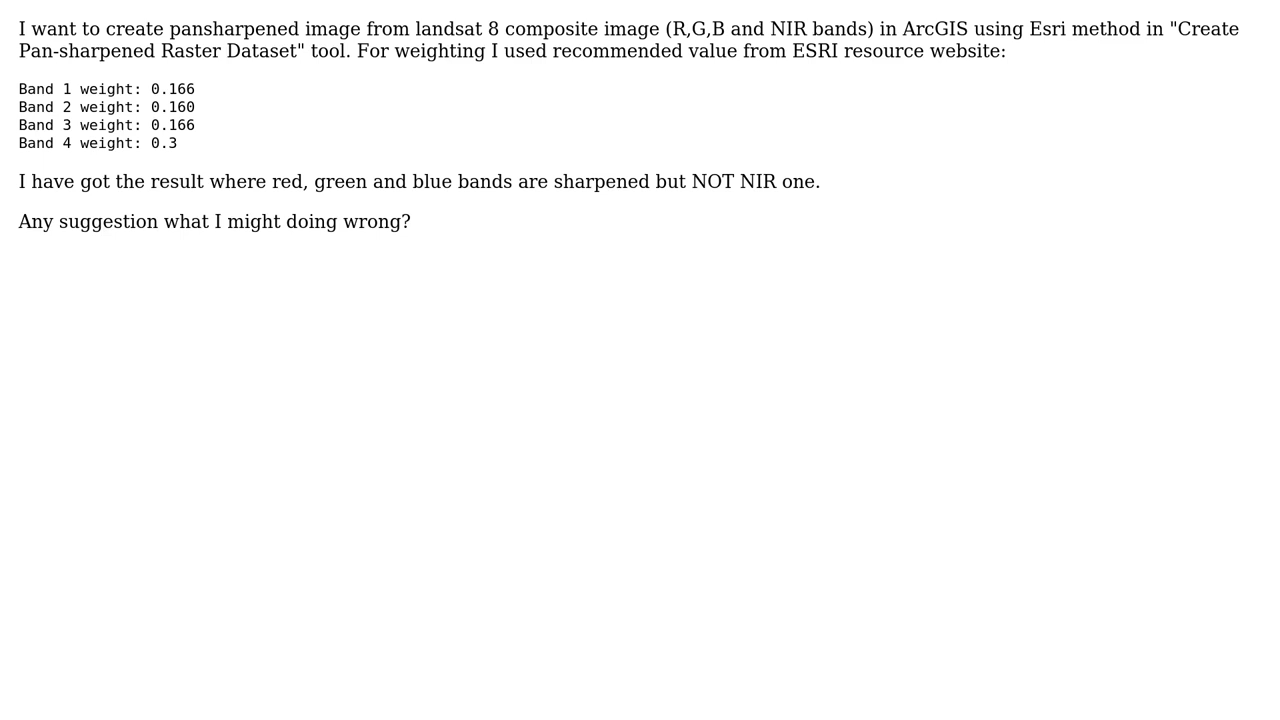 I want to create pansharpened image from landsat 8 composite image (R,G,B and NIR bands) in ArcGIS using Esri method in "Create
Pan-sharpened Raster Dataset" tool. For weighting I used recommended value from ESRI resource website:
Band 1 weight: 0.166
Band 2 weight: 0.160
Band 3 weight: 0.166
Band 4 weight: 0.3
I have got the result where red, green and blue bands are sharpened but NOT NIR one.
Any suggestion what I might doing wrong?